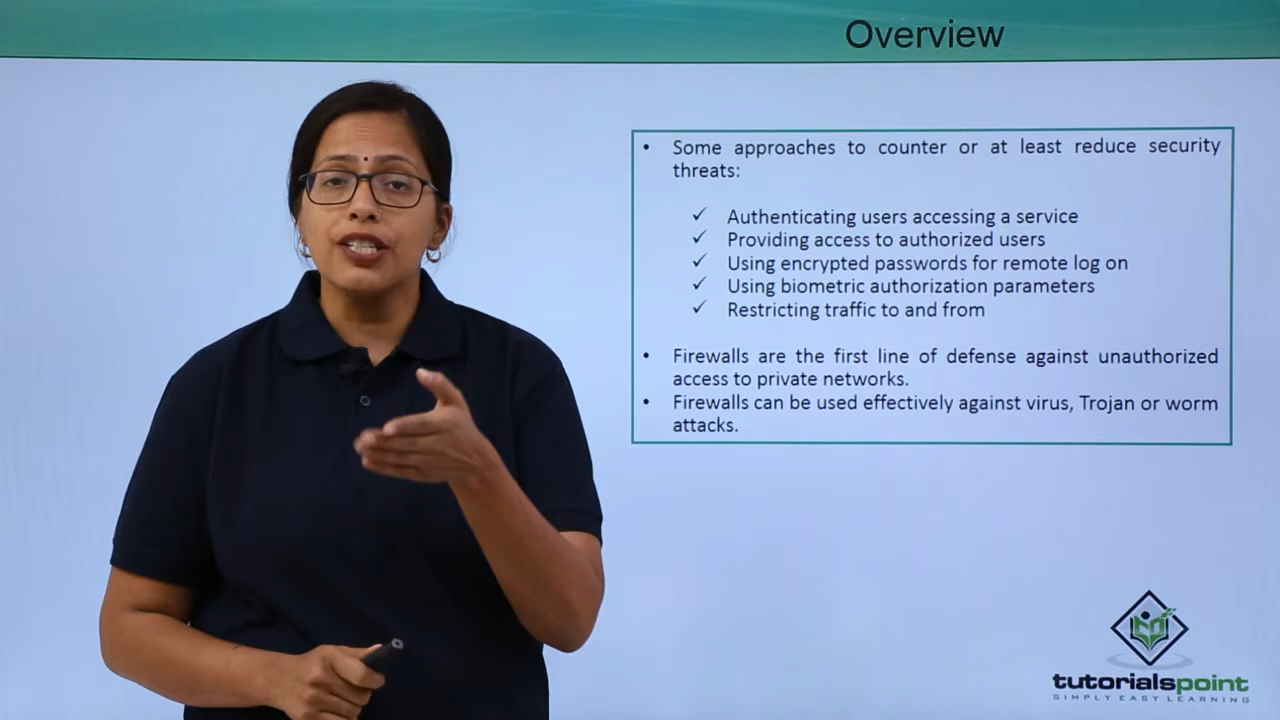 Overview
• Some approaches to counter or at least reduce security
threats:
✓ Authenticating users accessing a service
✓ Providing access to authorized users
✓ Using encrypted passwords for remote log on
✓ Using biometric authorization parameters
✓ Restricting traffic to and from
• Firewalls are the first line of defense against unauthorized
access to private networks.
• Firewalls can be used effectively against virus, Trojan or worm
attacks.
tutorialspoint
SIMPLY EASY LEARNING